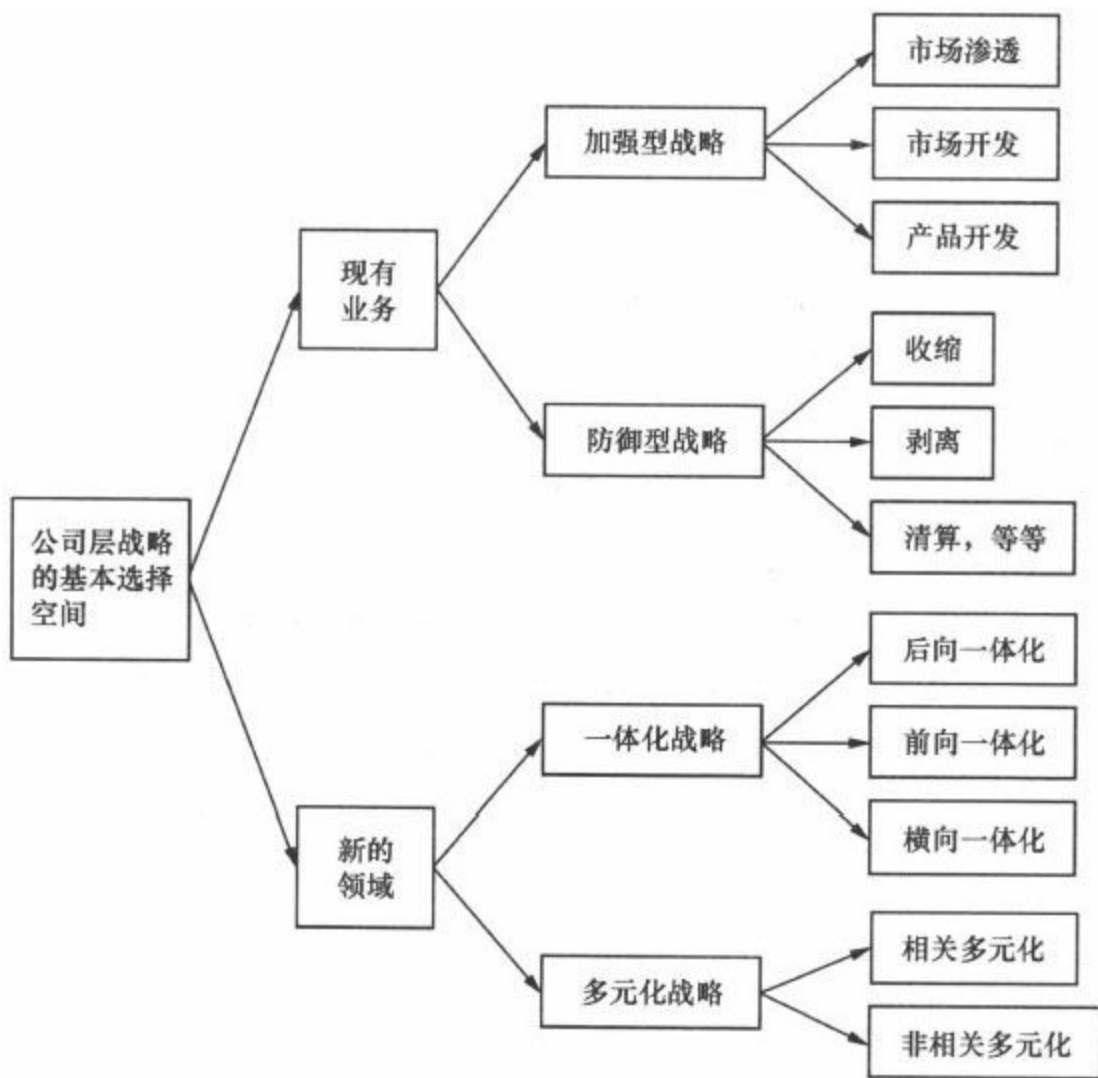 市场渗透
加强型战略
市场开发
产品开发
现有
业务
收缩
防御型战略
剥离
清算，等等
公司层战略
的基本选择
空间
后向一体化
一体化战略
前向一体化
横向一体化
新的
领域
相关多元化
多元化战略
非相关多元化